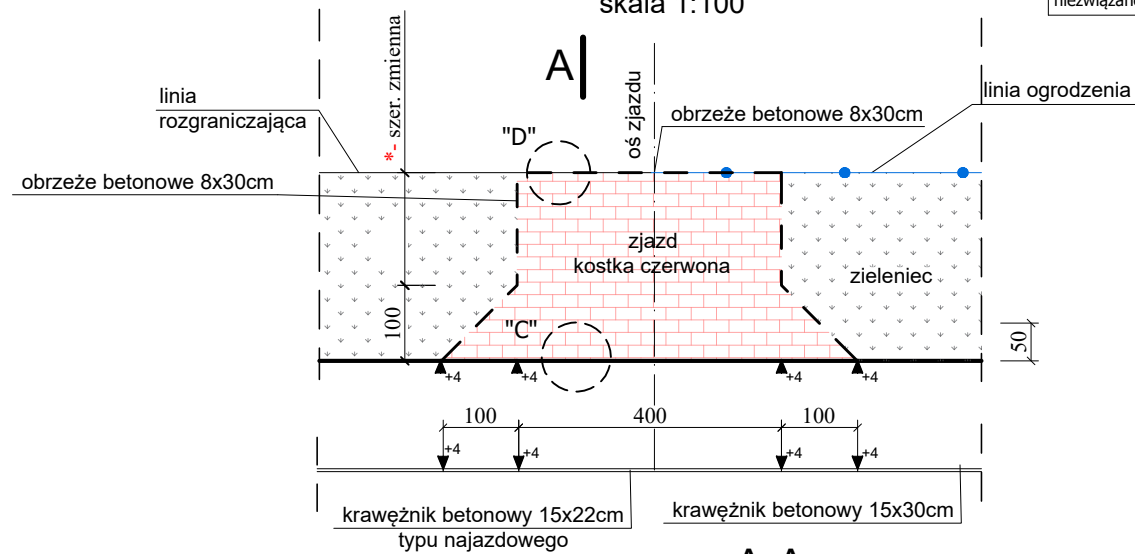 skala 1:100
niezwiązane
A
linia
rozgraniczająca
*- szer. zmienna
oś zjazdu
linia ogrodzenia
obrzeże betonowe 8x30cm
"D"
obrzeże betonowe 8x30cm
zjazd
kostka czerwona
zieleniec
100
"C"
50
+4
+4
+4
+4
100
400
100
+4
+4
+4
+4
krawężnik betonowy 15x22cm
typu najazdowego
krawężnik betonowy 15x30cm